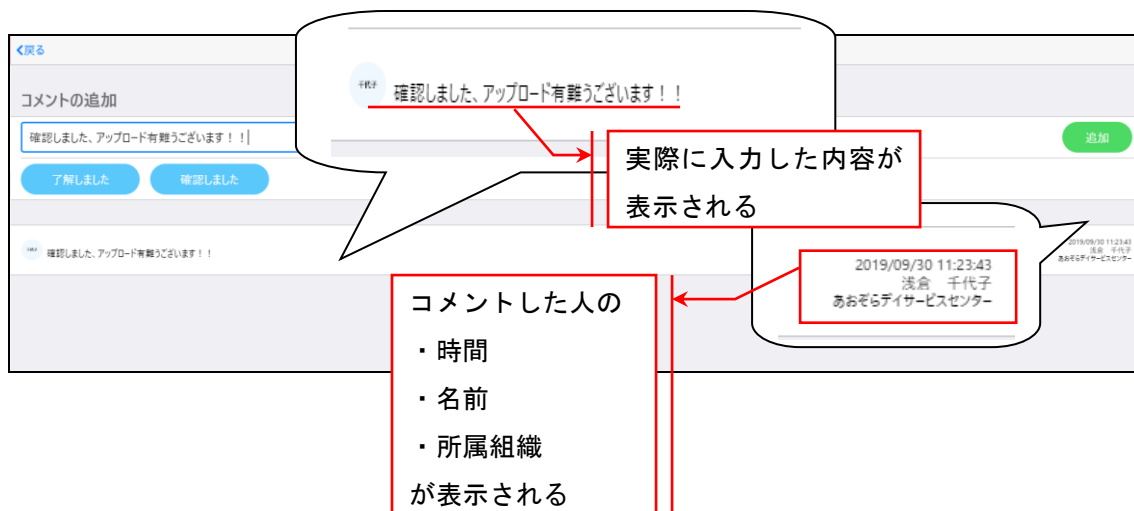 <戻る
コメントの追加
確認しました、アップロード有難うございます！！
追加
了解しました
確認しました
千代子
確認しました、アップロード有難うございます！！
実際に入力した内容が
表示される
千代子
確認しました、アップロード有難うございます！！
2019/09/30 11:23:43
浅倉　千代子
あおぞらデイサービスセンター
2019/09/30 11:23:43
浅倉　千代子
あおぞらデイサービスセンター
コメントした人の
・時間
・名前
・所属組織
が表示される